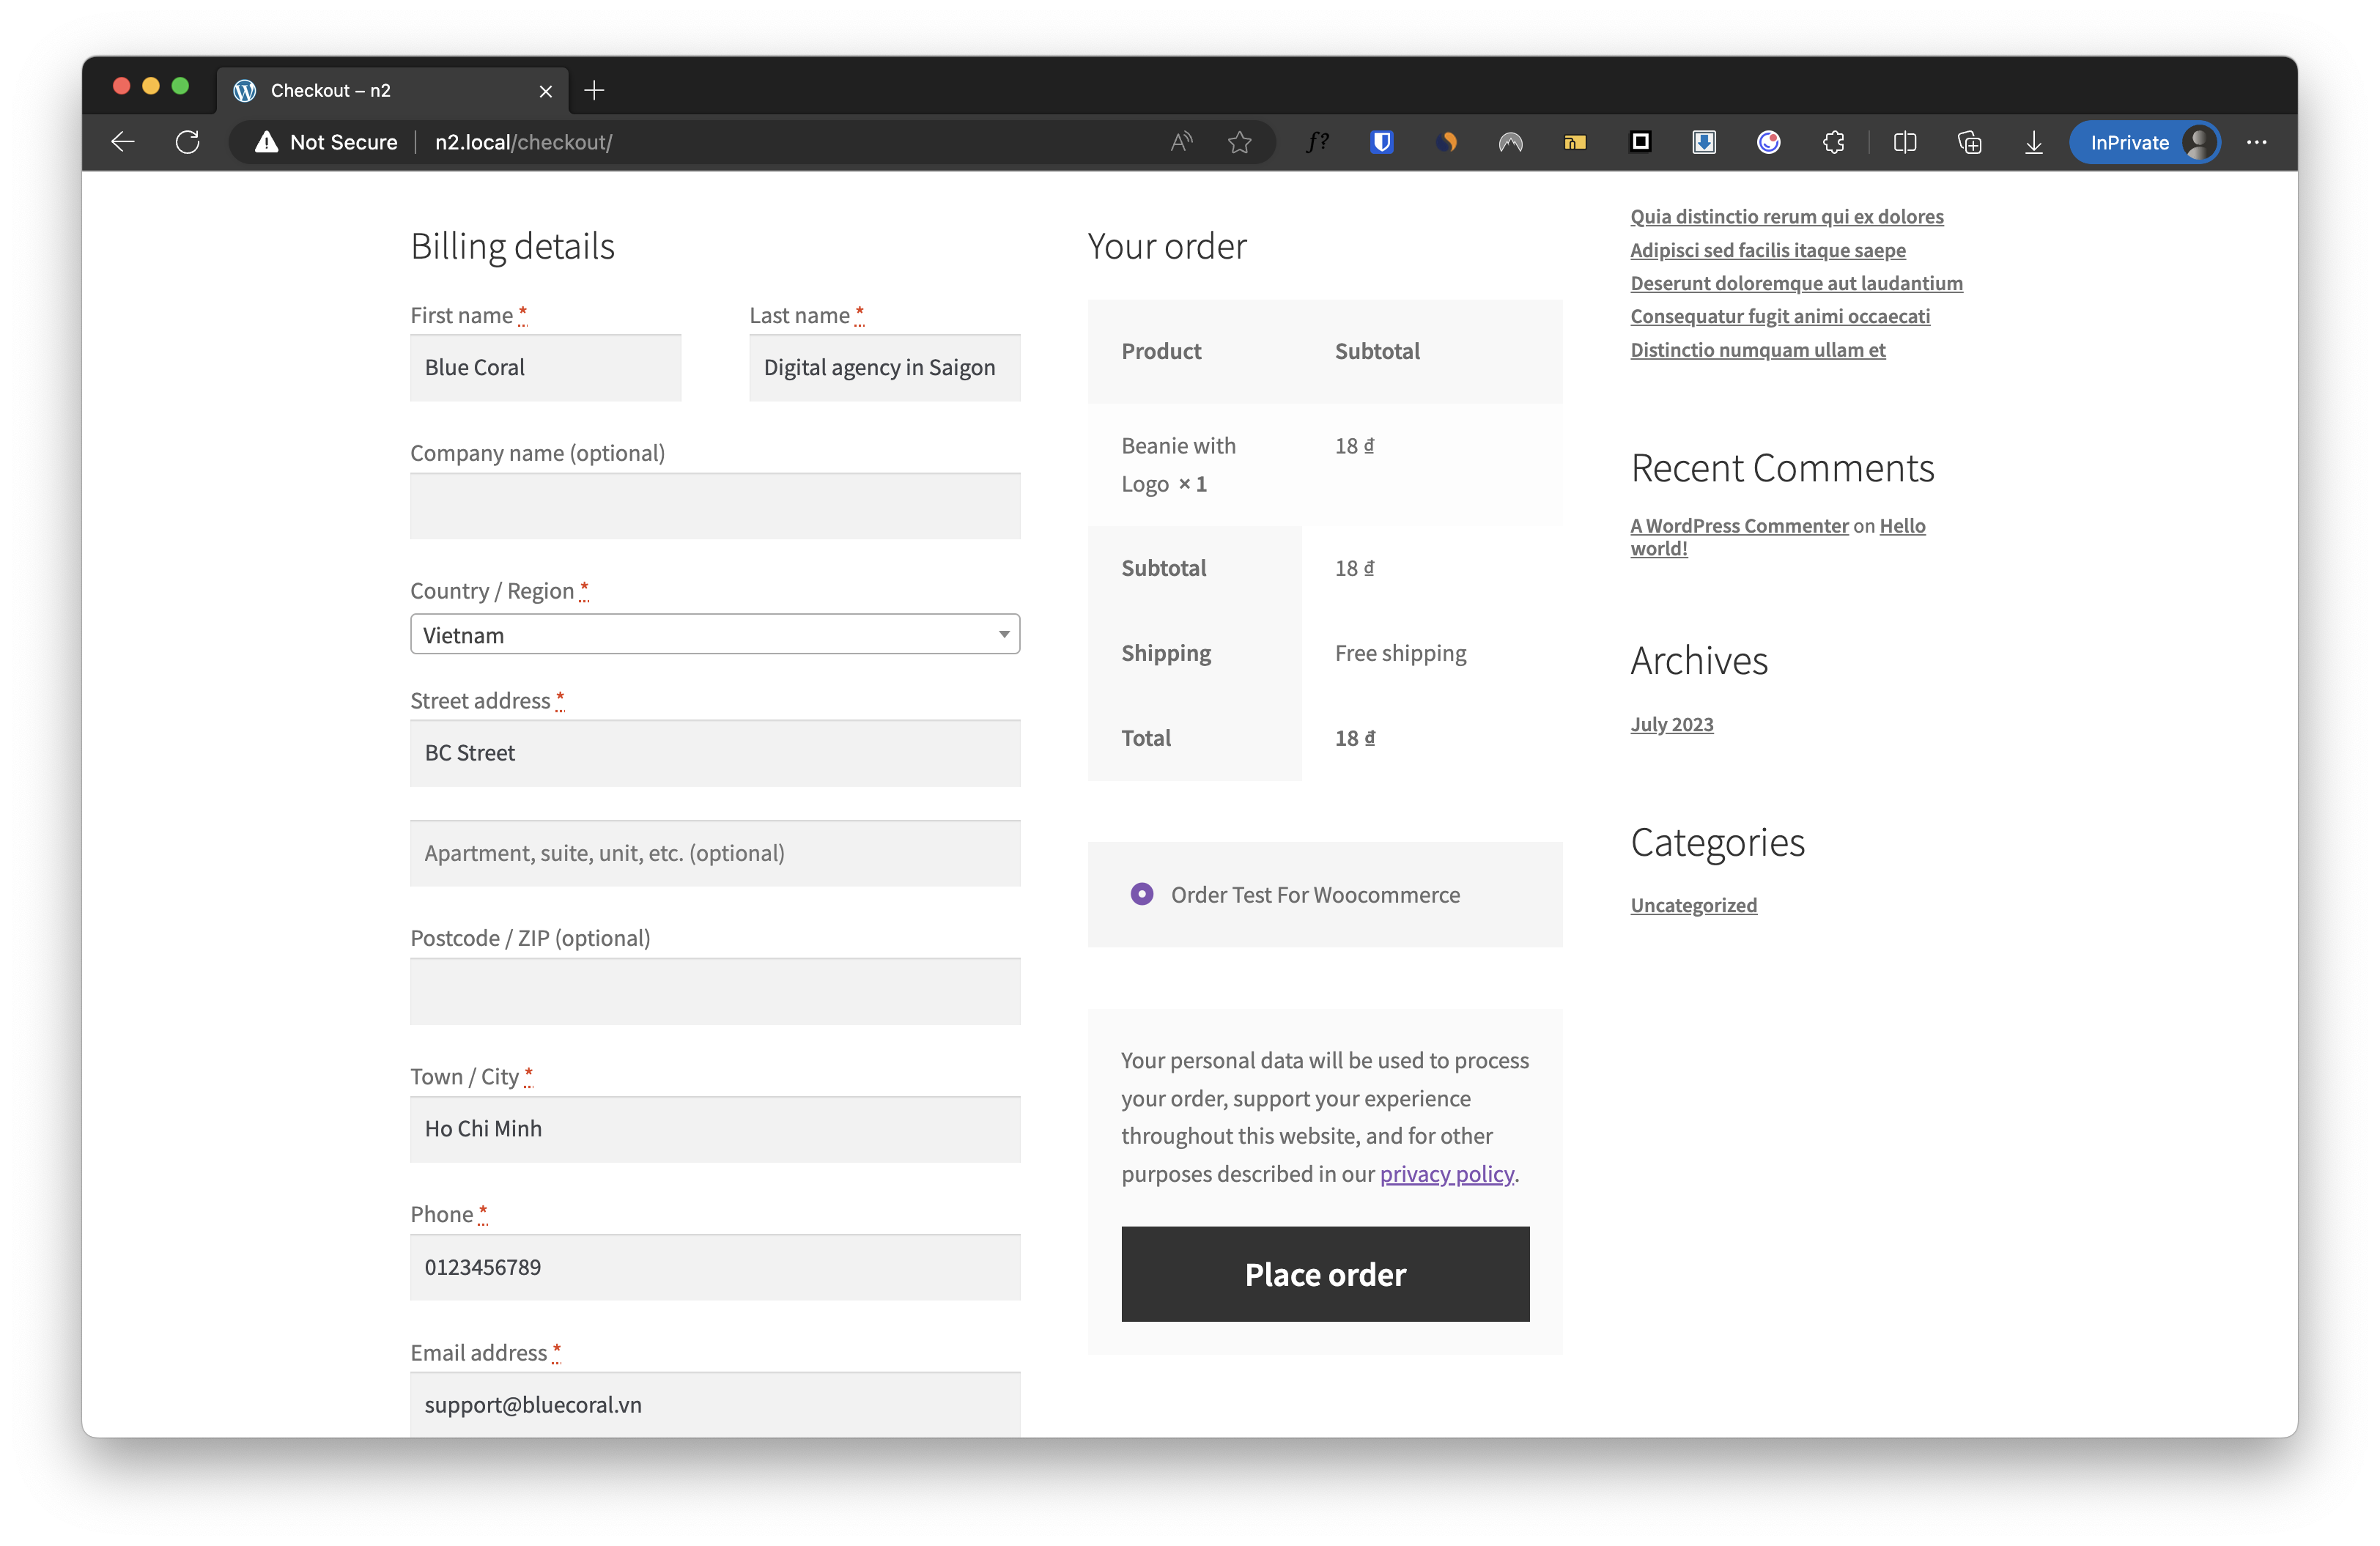 Checkout – n2
Not Secure
n2.local/checkout/
InPrivate
Billing details
First name *
Last name *
Blue Coral
Digital agency in Saigon
Company name (optional)
Country / Region *
Vietnam
Street address *
BC Street
Apartment, suite, unit, etc. (optional)
Postcode / ZIP (optional)
Town / City *
Ho Chi Minh
Phone *
0123456789
Email address *
support@bluecoral.vn
Your order
Product Subtotal
Beanie with 18 ₫
Logo × 1
Subtotal 18 ₫
Shipping Free shipping
Total 18 ₫
Order Test For Woocommerce
Your personal data will be used to process
your order, support your experience
throughout this website, and for other
purposes described in our privacy policy.
Place order
Quia distinctio rerum qui ex dolores
Adipisci sed facilis itaque saepe
Deserunt doloremque aut laudantium
Consequatur fugit animi occaecati
Distinctio numquam ullam et
Recent Comments
A WordPress Commenter on Hello
world!
Archives
July 2023
Categories
Uncategorized